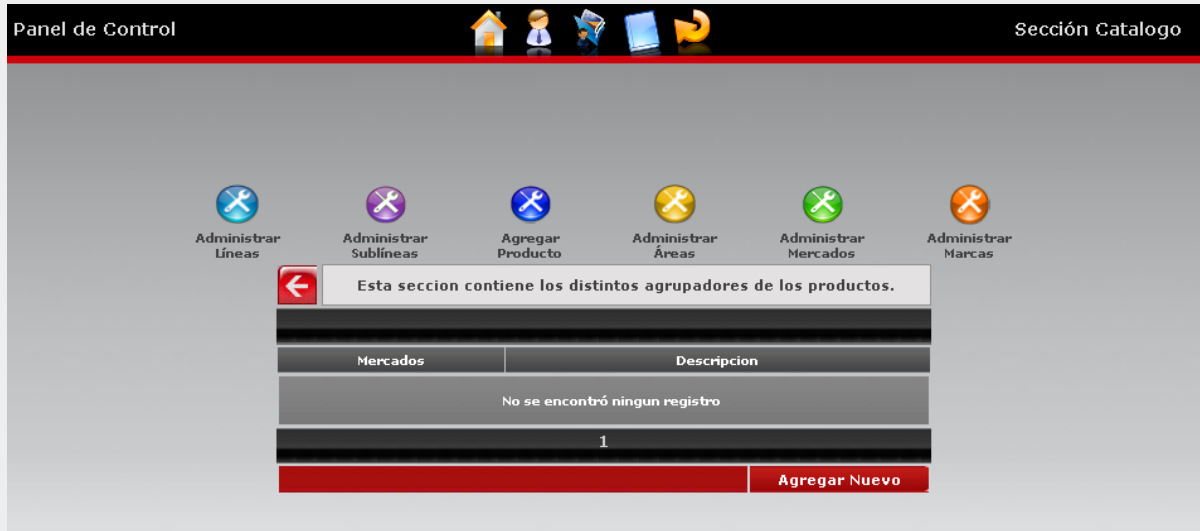 Panel de Control
Sección Catalogo
Administrar
Líneas
Administrar
Sublíneas
Agregar
Producto
Administrar
Áreas
Administrar
Mercados
Administrar
Marcas
Esta seccion contiene los distintos agrupadores de los productos.
Mercados
Descripcion
No se encontró ningun registro
1
Agregar Nuevo